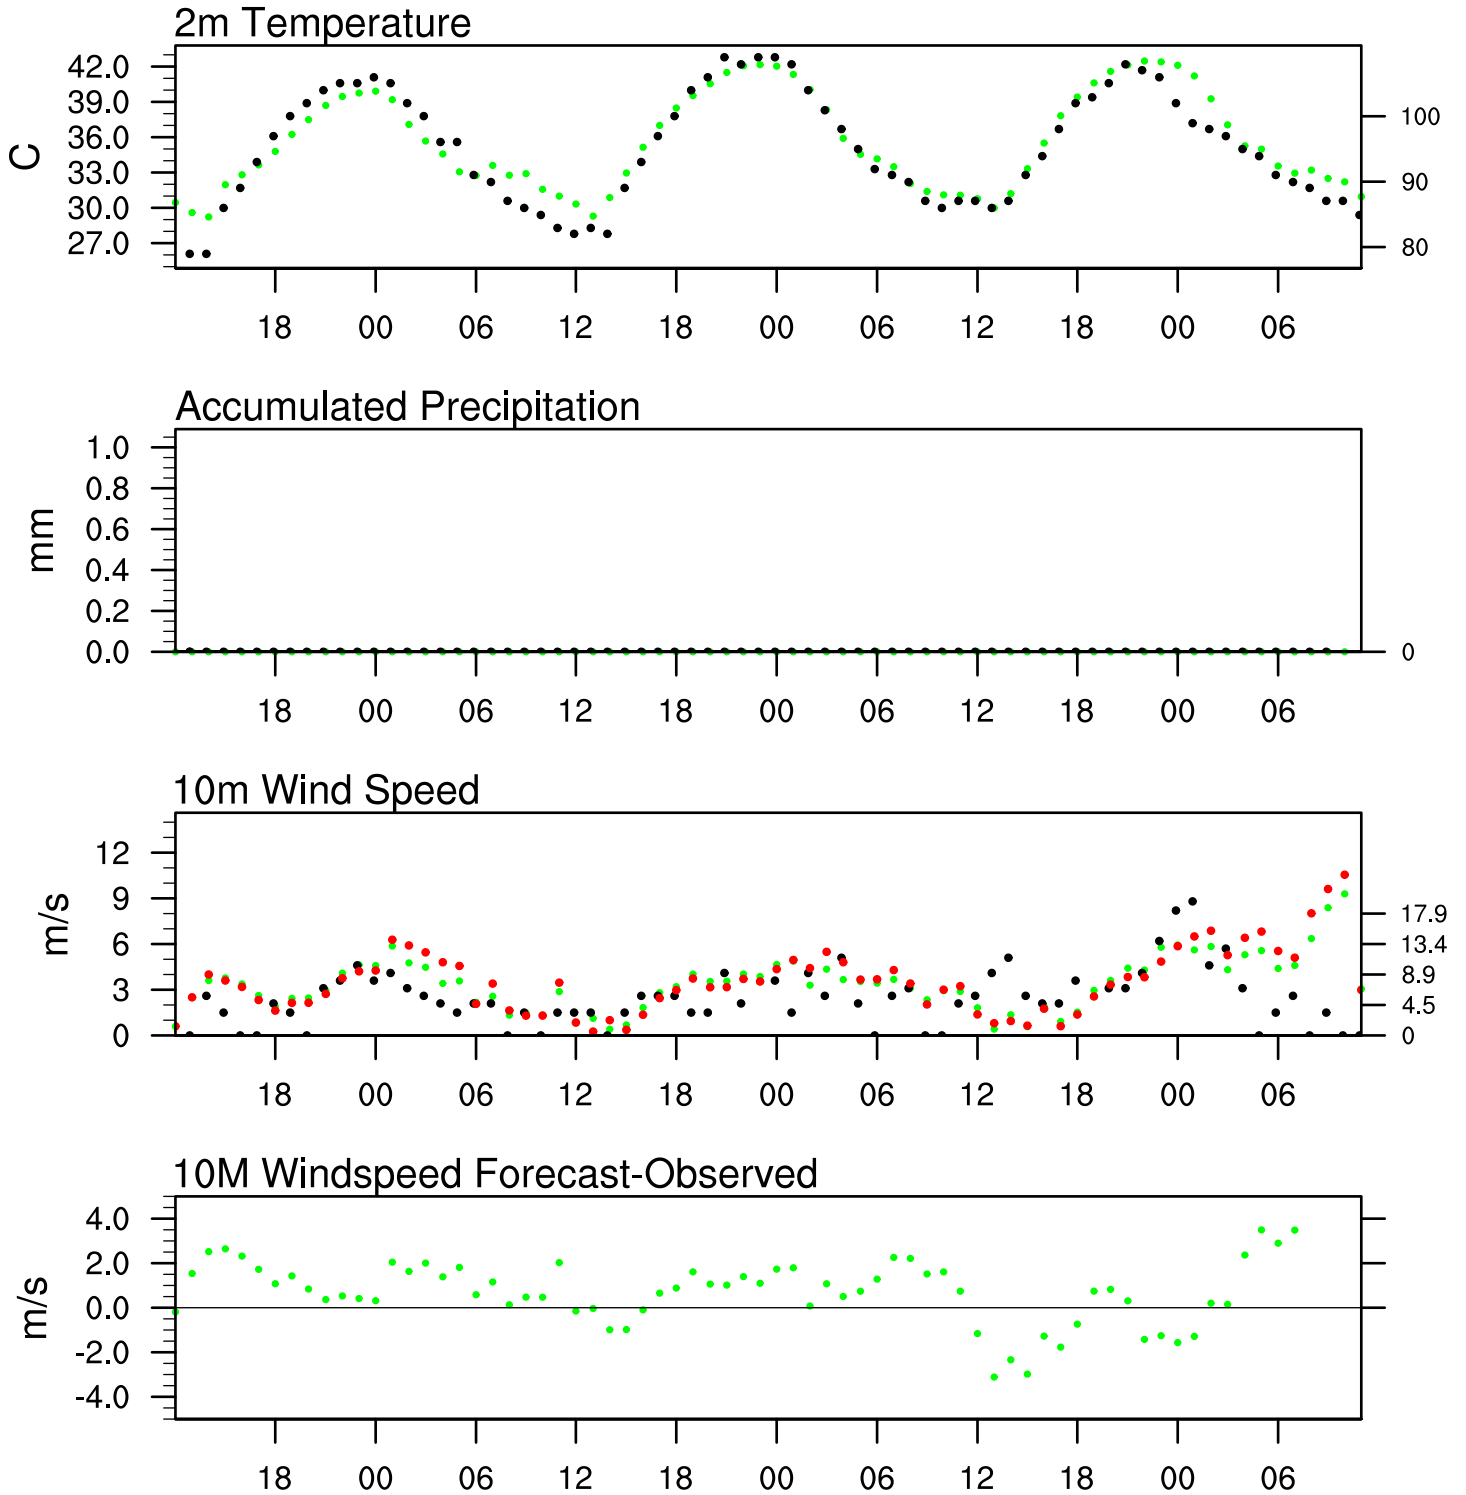 2m Temperature
42.0
39.0
36.0
33.0
30.0
27.0
C
100
90
80
18 00 06 12 18 00 06 12 18 00 06
Accumulated Precipitation
1.0
0.8
0.6
0.4
0.2
0.0
mm
0
18 00 06 12 18 00 06 12 18 00 06
10m Wind Speed
12
9
6
3
0
m/s
17.9
13.4
8.9
4.5
0
18 00 06 12 18 00 06 12 18 00 06
10M Windspeed Forecast-Observed
4.0
2.0
0.0
-2.0
-4.0
m/s
18 00 06 12 18 00 06 12 18 00 06